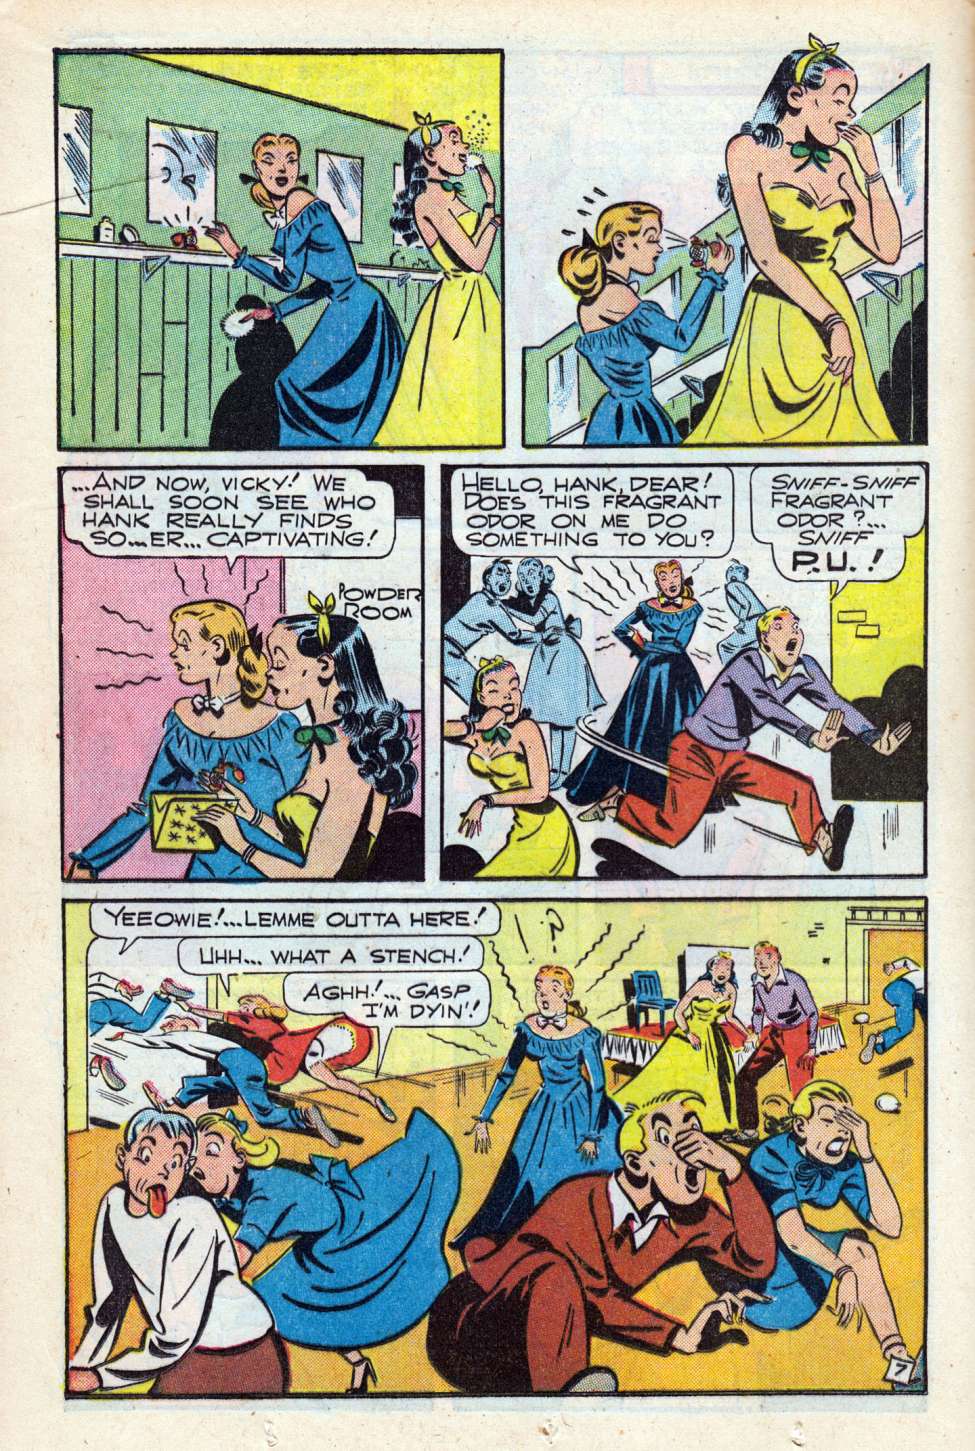 ...AND NOW, VICKY! WE
SHALL SOON SEE WHO
HANK REALLY FINDS
SO...ER... CAPTIVATING!
POWDER
ROOM
HELLO, HANK, DEAR!
DOES THIS FRAGRANT
ODOR ON ME DO
SOMETHING TO YOU?
SNIFF-SNIFF
FRAGRANT
ODOR?...
SNIFF
P.U.!
YEEOWIE!...LEMME OUTTA HERE!
UHH... WHAT A STENCH!
AGHH!... GASP
I'M DYIN'!
!?
7